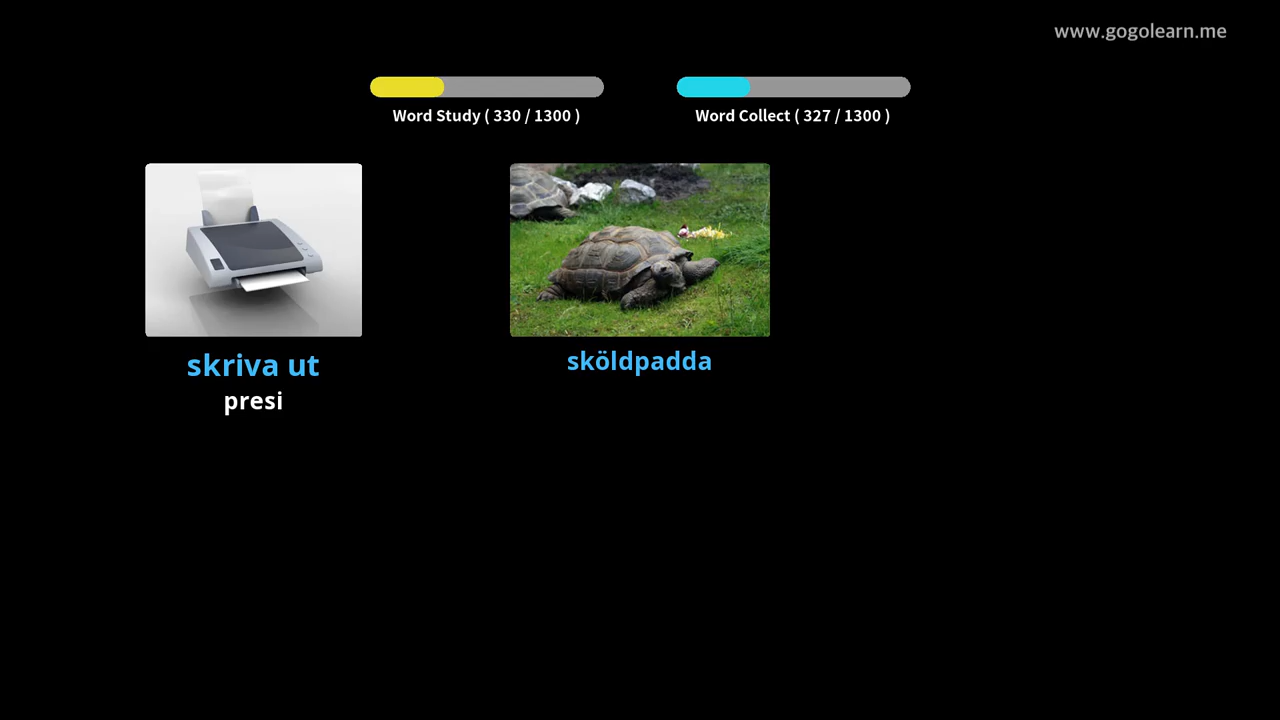 www.gogolearn.me
Word Study ( 330 / 1300 )
Word Collect ( 327 / 1300 )
skriva ut
presi
sköldpadda